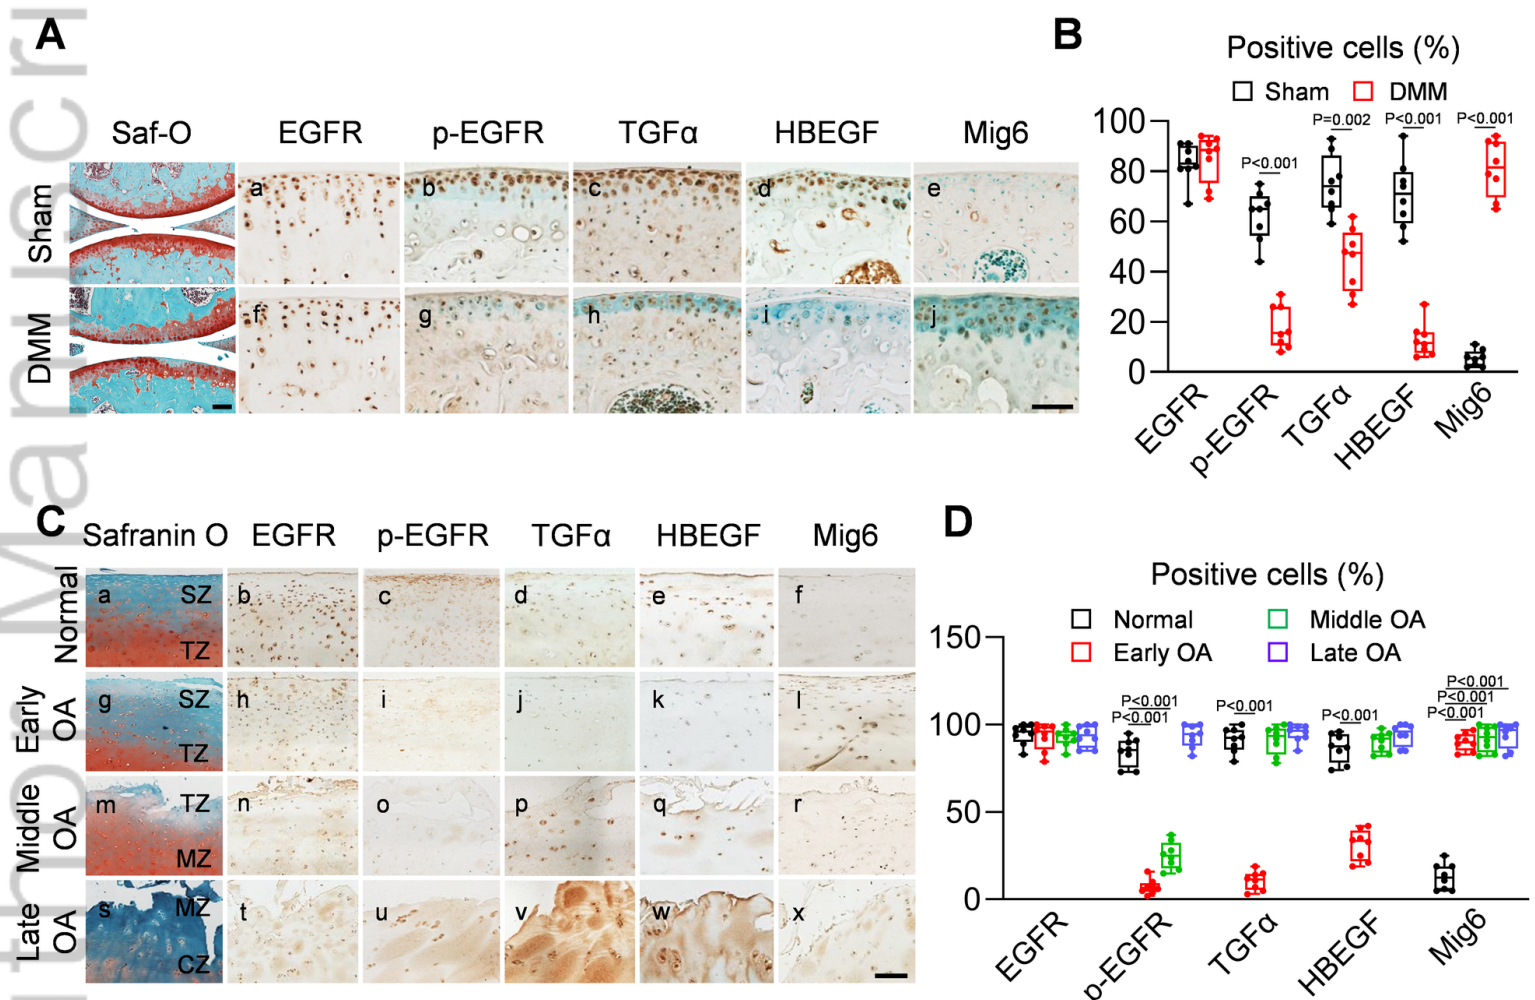 A
Saf-O EGFR p-EGFR TGFα HBEGF Mig6
Sham
a b c d e
DMM
f g h i j
B
Positive cells (%)
Sham DMM
P<0.001 P=0.002 P<0.001 P<0.001
100
80
60
40
20
0
EGFR p-EGFR TGFα HBEGF Mig6
C
Safranin O EGFR p-EGFR TGFα HBEGF Mig6
Normal
a SZ b c d e f
TZ
Early OA
g SZ h i j k l
TZ
Middle OA
m TZ n o p q r
MZ
Late OA
s MZ t u v w x
CZ
D
Positive cells (%)
Normal Middle OA
Early OA Late OA
150
100
50
0
P<0.001
P<0.001
P<0.001
P<0.001
P<0.001
P<0.001
P<0.001
EGFR p-EGFR TGFα HBEGF Mig6